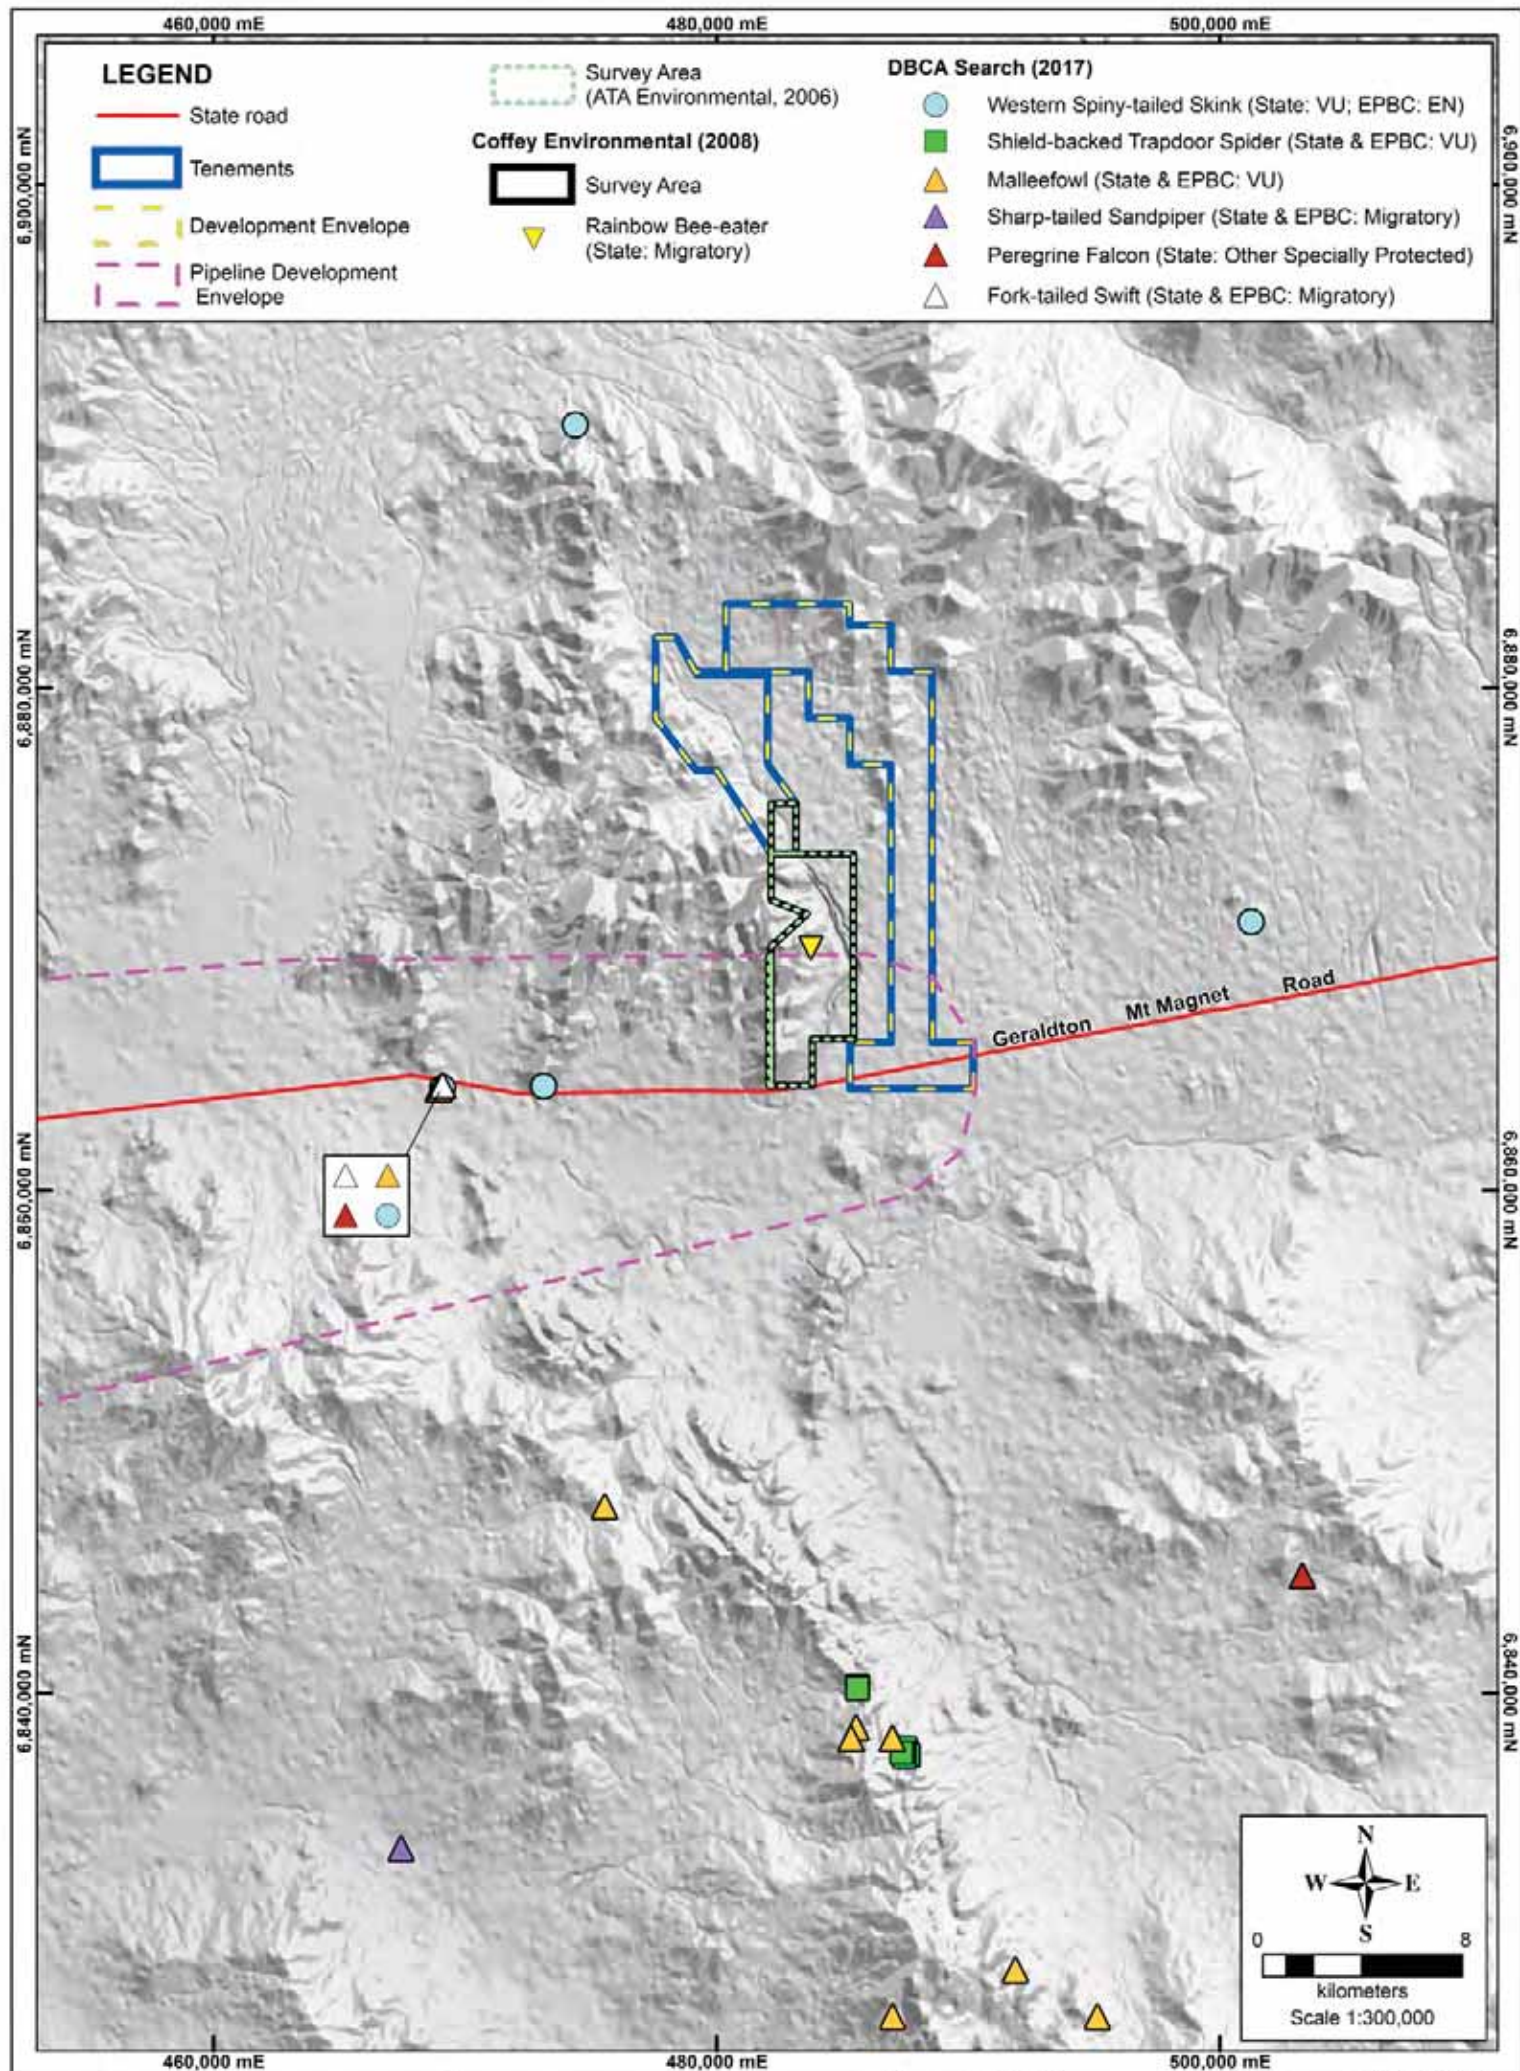 460,000 mE
480,000 mE
500,000 mE
LEGEND
State road
Tenements
Development Envelope
Pipeline Development
Envelope
Survey Area
(ATA Environmental, 2006)
Coffey Environmental (2008)
Survey Area
Rainbow Bee-eater
(State: Migratory)
DBCA Search (2017)
Western Spiny-tailed Skink (State: VU; EPBC: EN)
Shield-backed Trapdoor Spider (State & EPBC: VU)
Malleefowl (State & EPBC: VU)
Sharp-tailed Sandpiper (State & EPBC: Migratory)
Peregrine Falcon (State: Other Specially Protected)
Fork-tailed Swift (State & EPBC: Migratory)
6,900,000 mN
6,900,000 mN
6,880,000 mN
6,880,000 mN
Geraldton Mt Magnet Road
6,860,000 mN
6,860,000 mN
6,840,000 mN
6,840,000 mN
N
W E
S
0 8
kilometers
Scale 1:300,000
460,000 mE
480,000 mE
500,000 mE